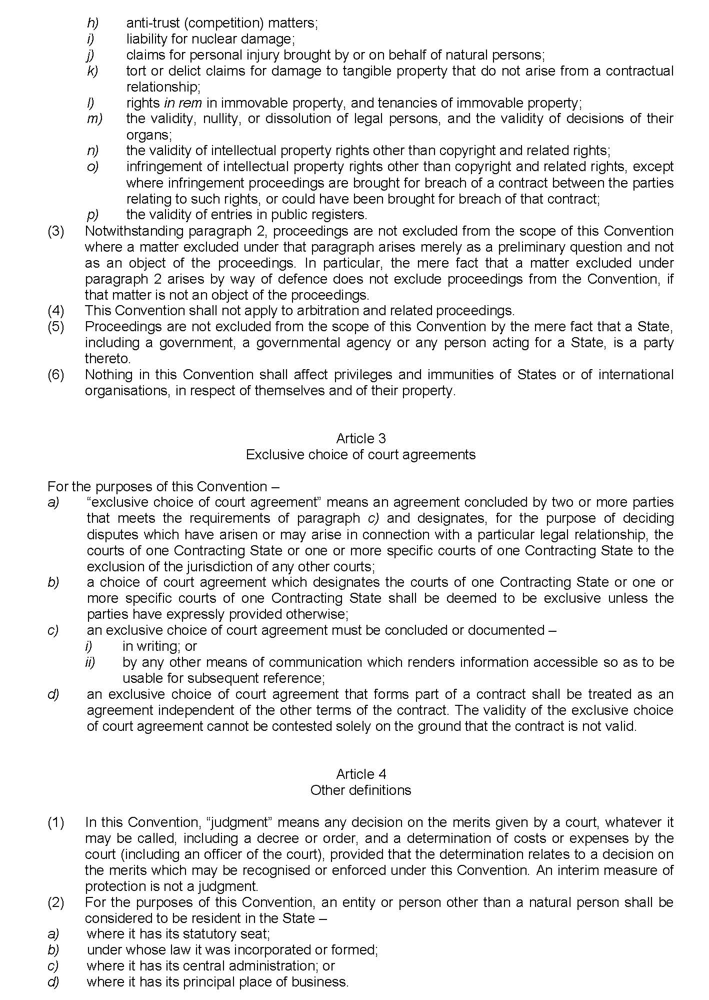 h) anti-trust (competition) matters;
i) liability for nuclear damage;
j) claims for personal injury brought by or on behalf of natural persons;
k) tort or delict claims for damage to tangible property that do not arise from a contractual
relationship;
l) rights in rem in immovable property, and tenancies of immovable property;
m) the validity, nullity, or dissolution of legal persons, and the validity of decisions of their
organs;
n) the validity of intellectual property rights other than copyright and related rights;
o) infringement of intellectual property rights other than copyright and related rights, except
where infringement proceedings are brought for breach of a contract between the parties
relating to such rights, or could have been brought for breach of that contract;
p) the validity of entries in public registers.
(3) Notwithstanding paragraph 2, proceedings are not excluded from the scope of this Convention
where a matter excluded under that paragraph arises merely as a preliminary question and not
as an object of the proceedings. In particular, the mere fact that a matter excluded under
paragraph 2 arises by way of defence does not exclude proceedings from the Convention, if
that matter is not an object of the proceedings.
(4) This Convention shall not apply to arbitration and related proceedings.
(5) Proceedings are not excluded from the scope of this Convention by the mere fact that a State,
including a government, a governmental agency or any person acting for a State, is a party
thereto.
(6) Nothing in this Convention shall affect privileges and immunities of States or of international
organisations, in respect of themselves and of their property.
Article 3
Exclusive choice of court agreements
For the purposes of this Convention –
a) “exclusive choice of court agreement” means an agreement concluded by two or more parties
that meets the requirements of paragraph c) and designates, for the purpose of deciding
disputes which have arisen or may arise in connection with a particular legal relationship, the
courts of one Contracting State or one or more specific courts of one Contracting State to the
exclusion of the jurisdiction of any other courts;
b) a choice of court agreement which designates the courts of one Contracting State or one or
more specific courts of one Contracting State shall be deemed to be exclusive unless the
parties have expressly provided otherwise;
c) an exclusive choice of court agreement must be concluded or documented –
i) in writing; or
ii) by any other means of communication which renders information accessible so as to be
usable for subsequent reference;
d) an exclusive choice of court agreement that forms part of a contract shall be treated as an
agreement independent of the other terms of the contract. The validity of the exclusive choice
of court agreement cannot be contested solely on the ground that the contract is not valid.
Article 4
Other definitions
(1) In this Convention, “judgment” means any decision on the merits given by a court, whatever it
may be called, including a decree or order, and a determination of costs or expenses by the
court (including an officer of the court), provided that the determination relates to a decision on
the merits which may be recognised or enforced under this Convention. An interim measure of
protection is not a judgment.
(2) For the purposes of this Convention, an entity or person other than a natural person shall be
considered to be resident in the State –
a) where it has its statutory seat;
b) under whose law it was incorporated or formed;
c) where it has its central administration; or
d) where it has its principal place of business.